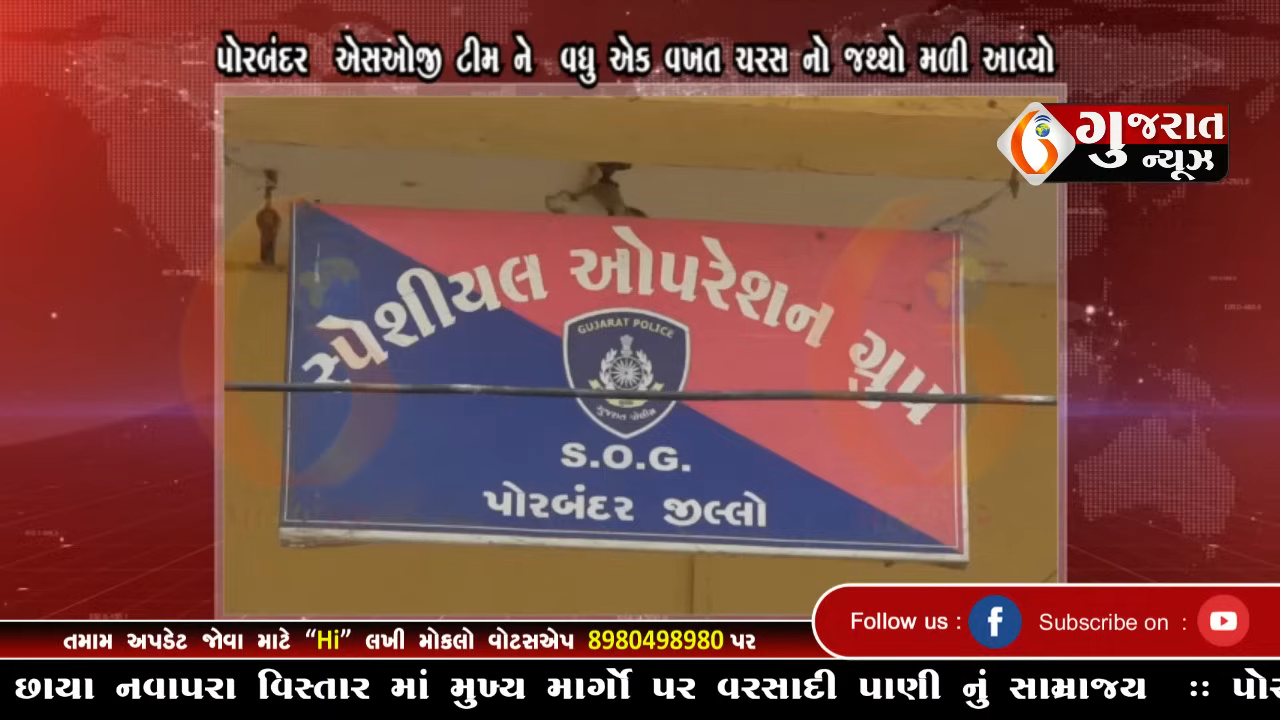 પોરબંદર એસઓજી ટીમ ને વધુ એક વખત ચરસ નો જથ્થો મળી આવ્યો
ગુજરાત
ન્યૂઝ
સ્પેશીયલ ઓપરેશન ગ્રુપ
GUJARAT POLICE
ગુજરાત પોલીસ
S.O.G.
પોરબંદર જીલ્લો
Follow us :
Subscribe on :
તમામ અપડેટ જોવા માટે “Hi” લખી મોકલો વોટસએપ 8980498980 પર
છાયા નવાપરા વિસ્તાર માં મુખ્ય માર્ગો પર વરસાદી પાણી નું સામ્રાજય :: પોર